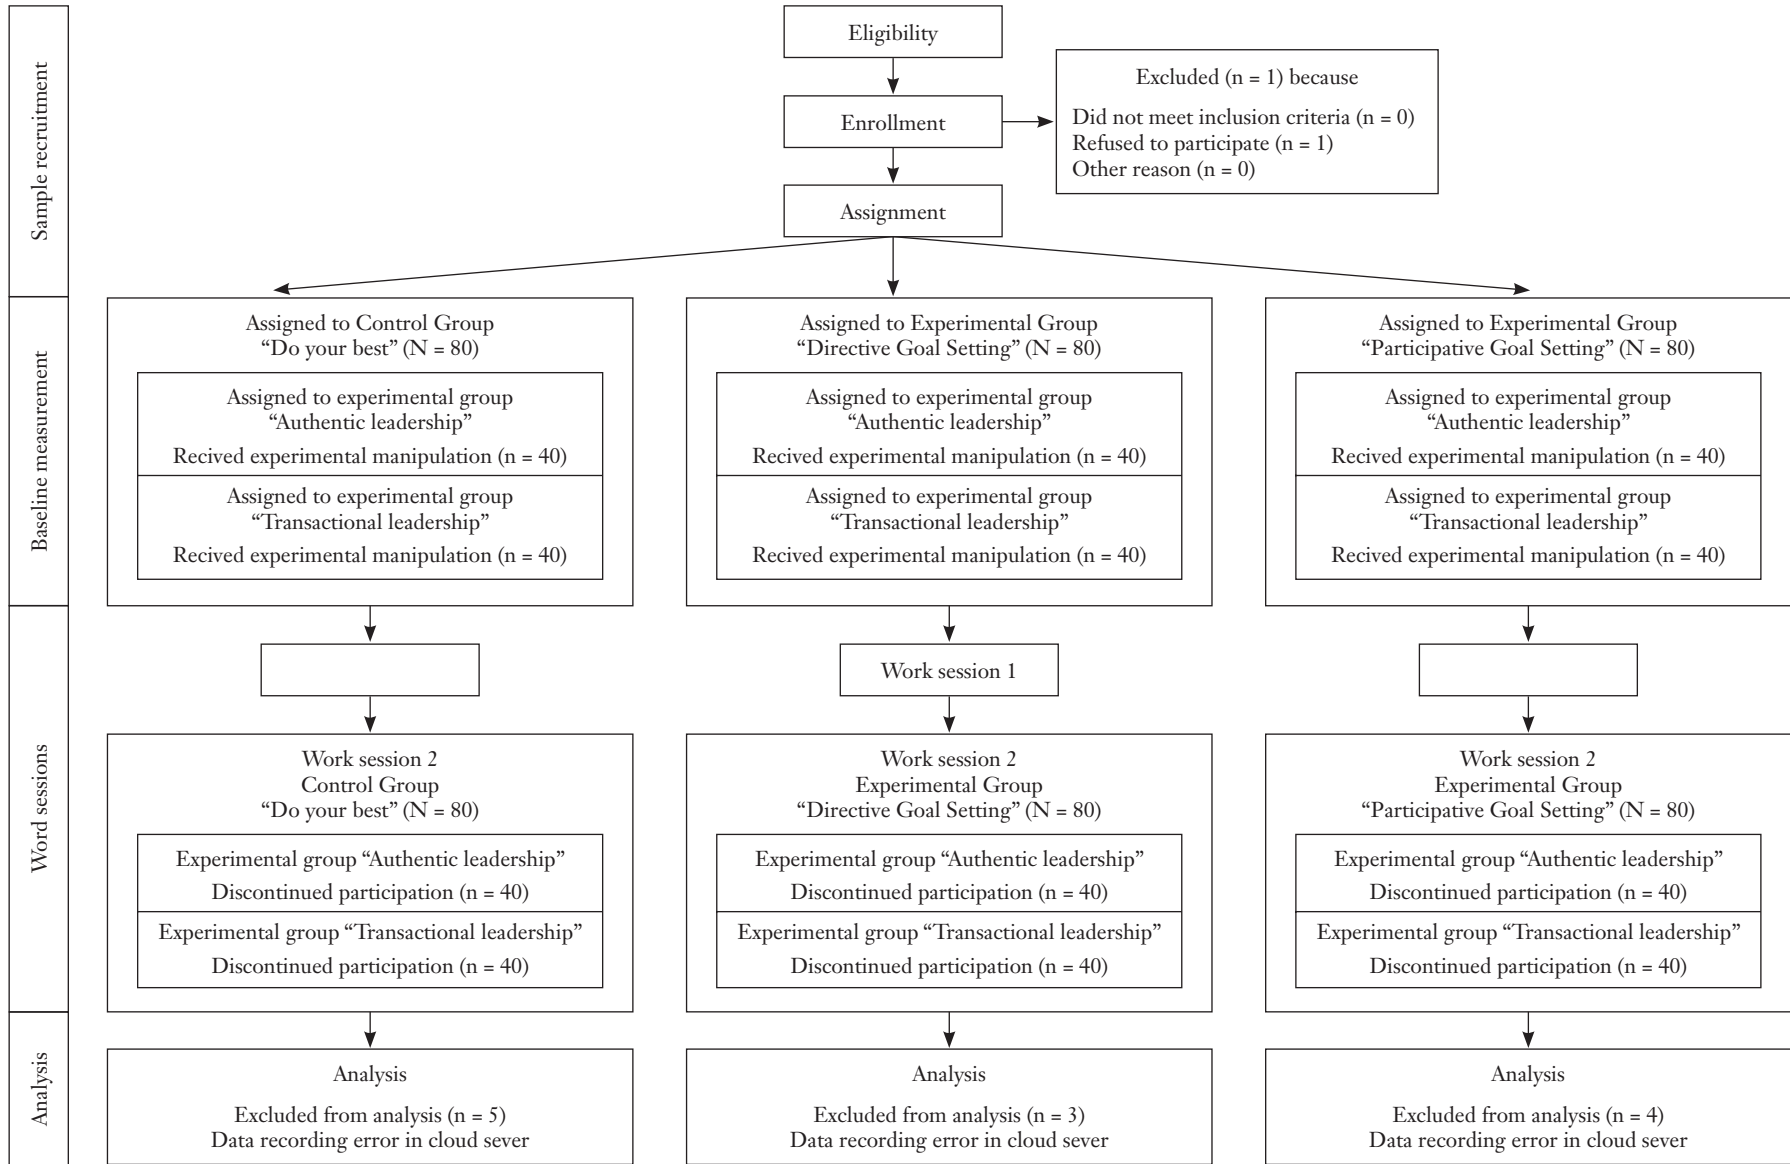 Sample recruitment
Eligibility
Enrollment
Excluded (n = 1) because
Did not meet inclusion criteria (n = 0)
Refused to participate (n = 1)
Other reason (n = 0)
Assignment
Baseline measurement
Assigned to Control Group
“Do your best” (N = 80)
Assigned to experimental group
“Authentic leadership”
Recived experimental manipulation (n = 40)
Assigned to experimental group
“Transactional leadership”
Recived experimental manipulation (n = 40)
Assigned to Experimental Group
“Directive Goal Setting” (N = 80)
Assigned to experimental group
“Authentic leadership”
Recived experimental manipulation (n = 40)
Assigned to experimental group
“Transactional leadership”
Recived experimental manipulation (n = 40)
Assigned to Experimental Group
“Participative Goal Setting” (N = 80)
Assigned to experimental group
“Authentic leadership”
Recived experimental manipulation (n = 40)
Assigned to experimental group
“Transactional leadership”
Recived experimental manipulation (n = 40)
Word sessions
Work session 1
Work session 2
Control Group
“Do your best” (N = 80)
Experimental group “Authentic leadership”
Discontinued participation (n = 40)
Experimental group “Transactional leadership”
Discontinued participation (n = 40)
Work session 2
Experimental Group
“Directive Goal Setting” (N = 80)
Experimental group “Authentic leadership”
Discontinued participation (n = 40)
Experimental group “Transactional leadership”
Discontinued participation (n = 40)
Work session 2
Experimental Group
“Participative Goal Setting” (N = 80)
Experimental group “Authentic leadership”
Discontinued participation (n = 40)
Experimental group “Transactional leadership”
Discontinued participation (n = 40)
Analysis
Analysis
Excluded from analysis (n = 5)
Data recording error in cloud sever
Analysis
Excluded from analysis (n = 3)
Data recording error in cloud sever
Analysis
Excluded from analysis (n = 4)
Data recording error in cloud sever